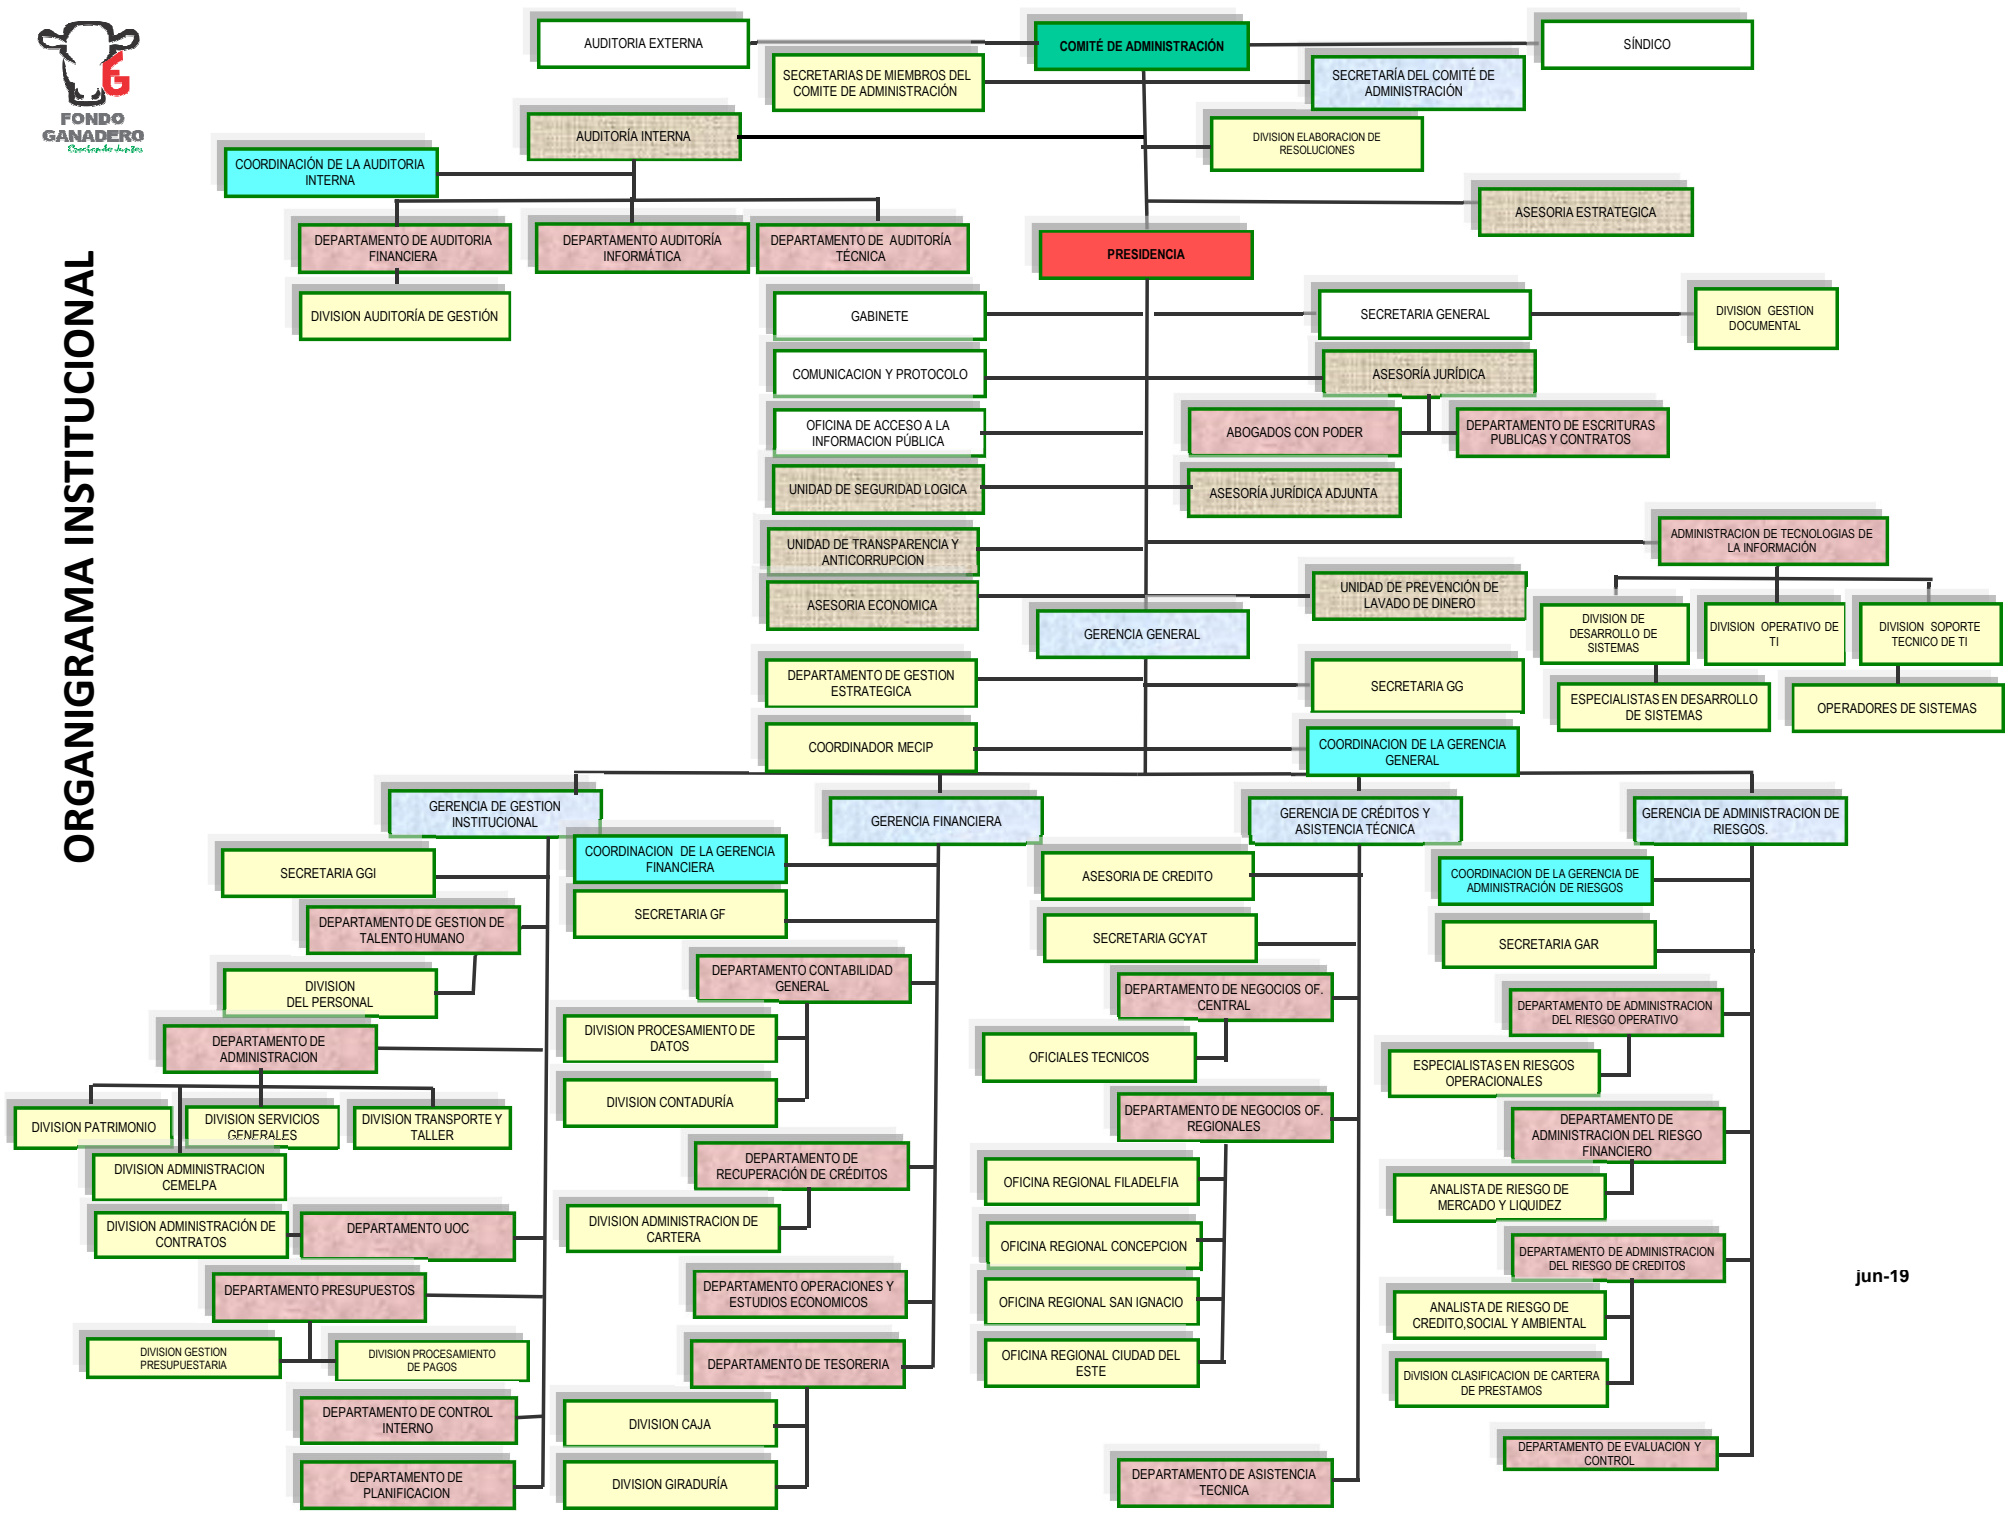 AUDITORIA EXTERNA
COMITÉ DE ADMINISTRACIÓN
SÍNDICO
SECRETARIAS DE MIEMBROS DEL
COMITE DE ADMINISTRACIÓN
SECRETARÍA DEL COMITÉ DE
ADMINISTRACIÓN
FONDO
GANADERO
Creciendo Juntos
AUDITORÍA INTERNA
DIVISION ELABORACION DE
RESOLUCIONES
COORDINACIÓN DE LA AUDITORIA
INTERNA
ASESORIA ESTRATEGICA
DEPARTAMENTO DE AUDITORIA
FINANCIERA
DEPARTAMENTO AUDITORÍA
INFORMÁTICA
DEPARTAMENTO DE AUDITORÍA
TÉCNICA
PRESIDENCIA
DIVISION AUDITORÍA DE GESTIÓN
GABINETE
SECRETARIA GENERAL
DIVISION GESTION
DOCUMENTAL
ORGANIGRAMA INSTITUCIONAL
COMUNICACION Y PROTOCOLO
ASESORÍA JURÍDICA
OFICINA DE ACCESO A LA
INFORMACION PÚBLICA
ABOGADOS CON PODER
DEPARTAMENTO DE ESCRITURAS
PUBLICAS Y CONTRATOS
UNIDAD DE SEGURIDAD LOGICA
ASESORÍA JURÍDICA ADJUNTA
UNIDAD DE TRANSPARENCIA Y
ANTICORRUPCION
ADMINISTRACION DE TECNOLOGIAS DE
LA INFORMACIÓN
ASESORIA ECONOMICA
UNIDAD DE PREVENCIÓN DE
LAVADO DE DINERO
GERENCIA GENERAL
DIVISION DE
DESARROLLO DE
SISTEMAS
DIVISION OPERATIVO DE
TI
DIVISION SOPORTE
TECNICO DE TI
DEPARTAMENTO DE GESTION
ESTRATEGICA
SECRETARIA GG
ESPECIALISTAS EN DESARROLLO
DE SISTEMAS
OPERADORES DE SISTEMAS
COORDINADOR MECIP
COORDINACION DE LA GERENCIA
GENERAL
GERENCIA DE GESTION
INSTITUCIONAL
GERENCIA FINANCIERA
GERENCIA DE CRÉDITOS Y
ASISTENCIA TÉCNICA
GERENCIA DE ADMINISTRACION DE
RIESGOS.
SECRETARIA GGI
DEPARTAMENTO DE GESTION DE
TALENTO HUMANO
DIVISION
DEL PERSONAL
DEPARTAMENTO DE
ADMINISTRACION
DIVISION PATRIMONIO
DIVISION SERVICIOS
GENERALES
DIVISION TRANSPORTE Y
TALLER
DIVISION ADMINISTRACION
CEMELPA
DIVISION ADMINISTRACIÓN DE
CONTRATOS
DEPARTAMENTO UOC
DEPARTAMENTO PRESUPUESTOS
DIVISION GESTION
PRESUPUESTARIA
DIVISION PROCESAMIENTO
DE PAGOS
DEPARTAMENTO DE CONTROL
INTERNO
DEPARTAMENTO DE
PLANIFICACION
COORDINACION DE LA GERENCIA
FINANCIERA
SECRETARIA GF
DEPARTAMENTO CONTABILIDAD
GENERAL
DIVISION PROCESAMIENTO DE
DATOS
DIVISION CONTADURÍA
DEPARTAMENTO DE
RECUPERACIÓN DE CRÉDITOS
DIVISION ADMINISTRACION DE
CARTERA
DEPARTAMENTO OPERACIONES Y
ESTUDIOS ECONOMICOS
DEPARTAMENTO DE TESORERIA
DIVISION CAJA
DIVISION GIRADURÍA
ASESORIA DE CREDITO
SECRETARIA GCYAT
DEPARTAMENTO DE NEGOCIOS OF.
CENTRAL
OFICIALES TECNICOS
DEPARTAMENTO DE NEGOCIOS OF.
REGIONALES
OFICINA REGIONAL FILADELFIA
OFICINA REGIONAL CONCEPCION
OFICINA REGIONAL SAN IGNACIO
OFICINA REGIONAL CIUDAD DEL
ESTE
DEPARTAMENTO DE ASISTENCIA
TECNICA
COORDINACION DE LA GERENCIA DE
ADMINISTRACIÓN DE RIESGOS
SECRETARIA GAR
DEPARTAMENTO DE ADMINISTRACION
DEL RIESGO OPERATIVO
ESPECIALISTAS EN RIESGOS
OPERACIONALES
DEPARTAMENTO DE
ADMINISTRACION DEL RIESGO
FINANCIERO
ANALISTA DE RIESGO DE
MERCADO Y LIQUIDEZ
DEPARTAMENTO DE ADMINISTRACION
DEL RIESGO DE CREDITOS
ANALISTA DE RIESGO DE
CREDITO,SOCIAL Y AMBIENTAL
DIVISION CLASIFICACION DE CARTERA
DE PRESTAMOS
DEPARTAMENTO DE EVALUACION Y
CONTROL
jun-19